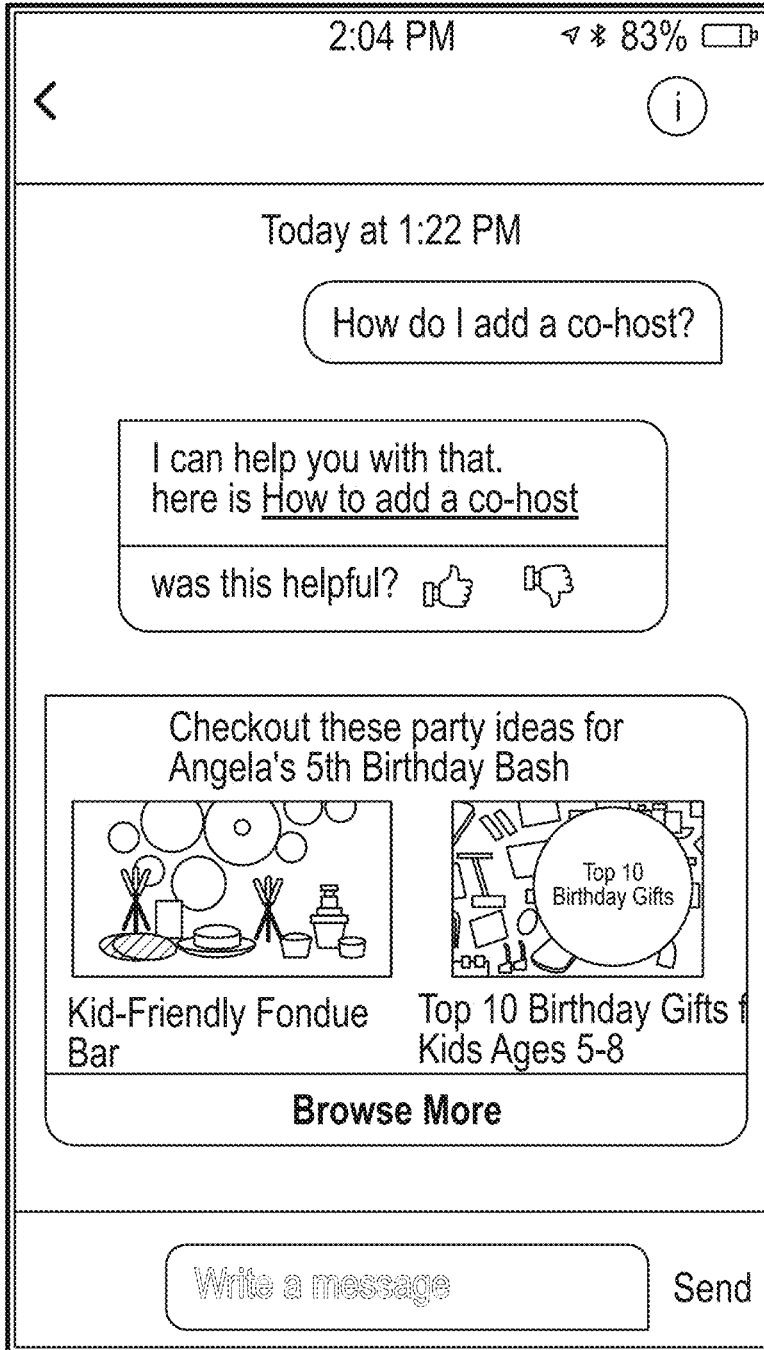 2:04 PM 83%
i
Today at 1:22 PM
How do I add a co-host?
I can help you with that.
here is How to add a co-host
was this helpful?
Checkout these party ideas for
Angela's 5th Birthday Bash
Top 10
Birthday Gifts
Kid-Friendly Fondue
Bar
Top 10 Birthday Gifts f
Kids Ages 5-8
Browse More
Write a message
Send